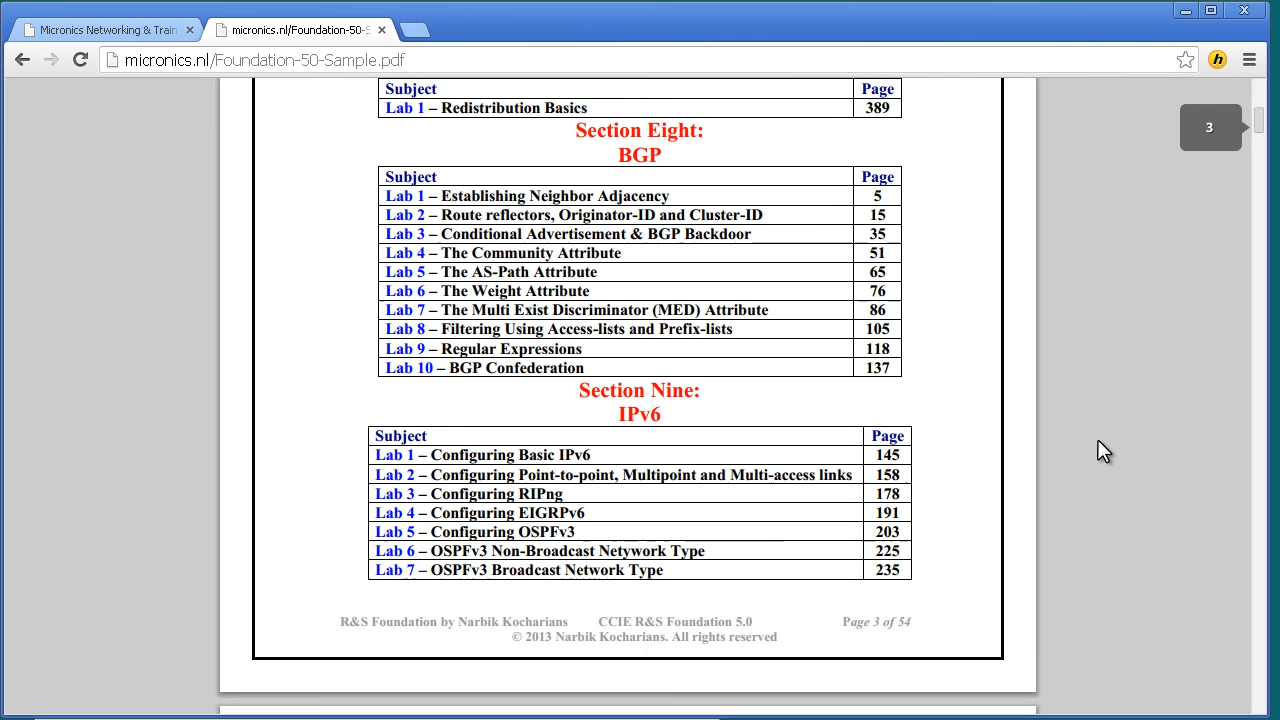 Micronics Networking & Train
micronics.nl/Foundation-50-S
micronics.nl/Foundation-50-Sample.pdf
h
3
Subject Page
Lab 1 – Redistribution Basics 389
Section Eight:
BGP
Subject Page
Lab 1 – Establishing Neighbor Adjacency 5
Lab 2 – Route reflectors, Originator-ID and Cluster-ID 15
Lab 3 – Conditional Advertisement & BGP Backdoor 35
Lab 4 – The Community Attribute 51
Lab 5 – The AS-Path Attribute 65
Lab 6 – The Weight Attribute 76
Lab 7 – The Multi Exist Discriminator (MED) Attribute 86
Lab 8 – Filtering Using Access-lists and Prefix-lists 105
Lab 9 – Regular Expressions 118
Lab 10 – BGP Confederation 137
Section Nine:
IPv6
Subject Page
Lab 1 – Configuring Basic IPv6 145
Lab 2 – Configuring Point-to-point, Multipoint and Multi-access links 158
Lab 3 – Configuring RIPng 178
Lab 4 – Configuring EIGRPv6 191
Lab 5 – Configuring OSPFv3 203
Lab 6 – OSPFv3 Non-Broadcast Netywork Type 225
Lab 7 – OSPFv3 Broadcast Network Type 235
R&S Foundation by Narbik Kocharians CCIE R&S Foundation 5.0 Page 3 of 54
© 2013 Narbik Kocharians. All rights reserved